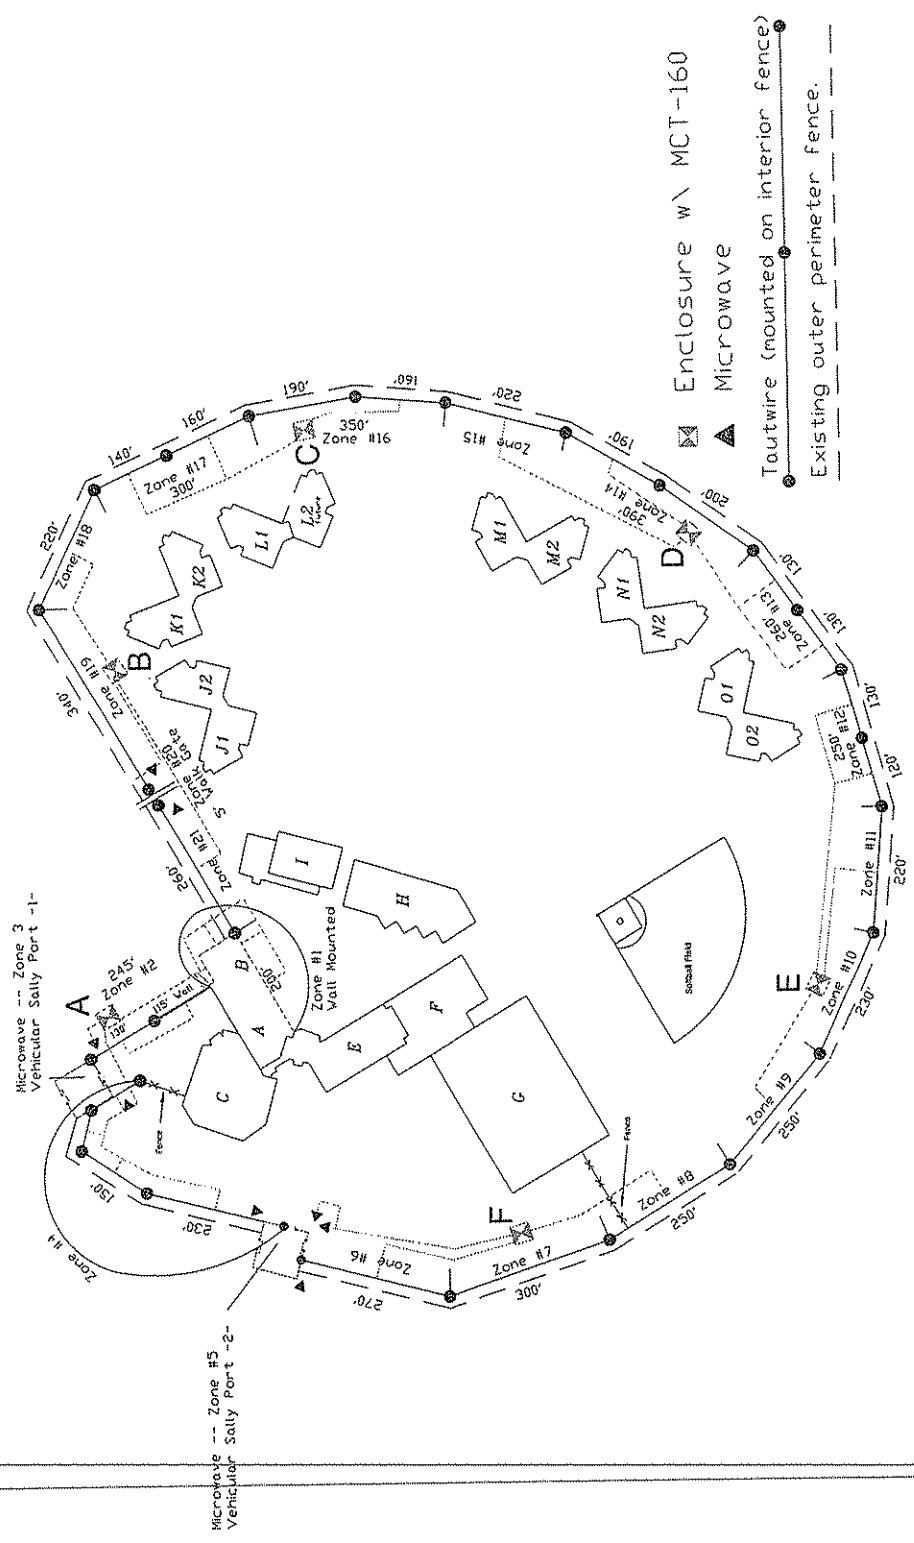 Microwave -- Zone 3
Vehicular Sally Port -1-
A
245'
Zone #2
115' Wall
130'
Fence
150'
230'
Zone #4
Microwave -- Zone #5
Vehicular Sally Port -2-
270'
Zone #6
F
Zone #7
300'
Fence
Zone #8
250'
Zone #9
250'
E
Zone #10
230'
Zone #11
220'
250'
Zone #12
120'
130'
260'
Zone #13
130'
130'
D
390'
Zone #14
200'
190'
Zone #15
220'
C
350'
Zone #16
160'
190'
Zone #17
300'
160'
140'
Zone #18
220'
B
Zone #19
340'
Zone #20
S. Walk Gate
Zone #21
260'
200'
Zone #1
Wall Mounted
A
B
C
E
F
G
H
I
J1
J2
K1
K2
L1
L2
future
M1
M2
N1
N2
O1
O2
Softball Field
Enclosure w\ MCT-160
Microwave
Tautwire (mounted on interior fence)
Existing outer perimeter fence.